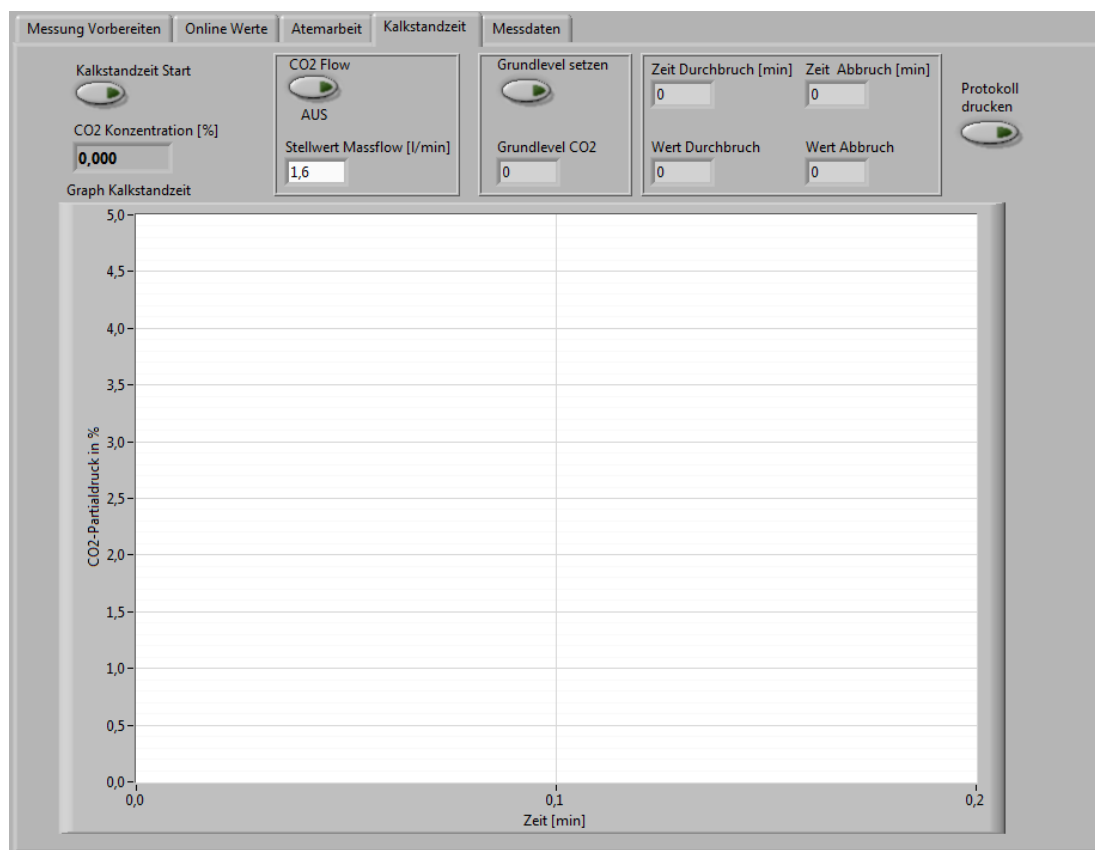 Messung Vorbereiten
Online Werte
Atemarbeit
Kalkstandzeit
Messdaten
Kalkstandzeit Start
CO2 Konzentration [%]
0,000
CO2 Flow
AUS
Stellwert Massflow [l/min]
1,6
Grundlevel setzen
Grundlevel CO2
0
Zeit Durchbruch [min]
0
Zeit Abbruch [min]
0
Wert Durchbruch
0
Wert Abbruch
0
Protokoll
drucken
Graph Kalkstandzeit
5,0
4,5
4,0
3,5
3,0
2,5
2,0
1,5
1,0
0,5
0,0
CO2-Partialdruck in %
0,0
0,1
0,2
Zeit [min]